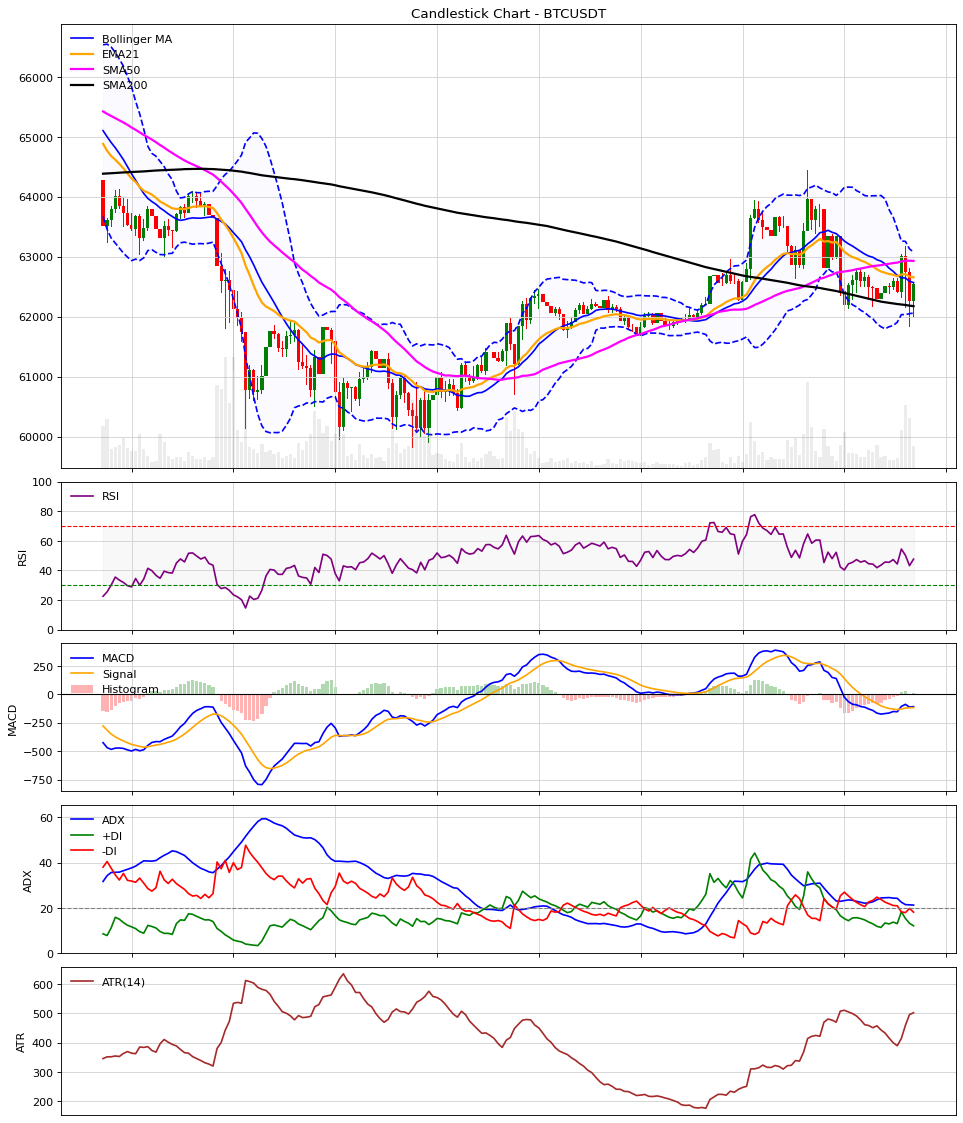 Candlestick Chart - BTCUSDT
Bollinger MA
EMA21
SMA50
SMA200
66000
65000
64000
63000
62000
61000
60000
RSI
100
80
60
40
20
0
RSI
MACD
Signal
Histogram
250
0
−250
−500
−750
MACD
ADX
+DI
-DI
60
40
20
0
ADX
ATR(14)
600
500
400
300
200
ATR